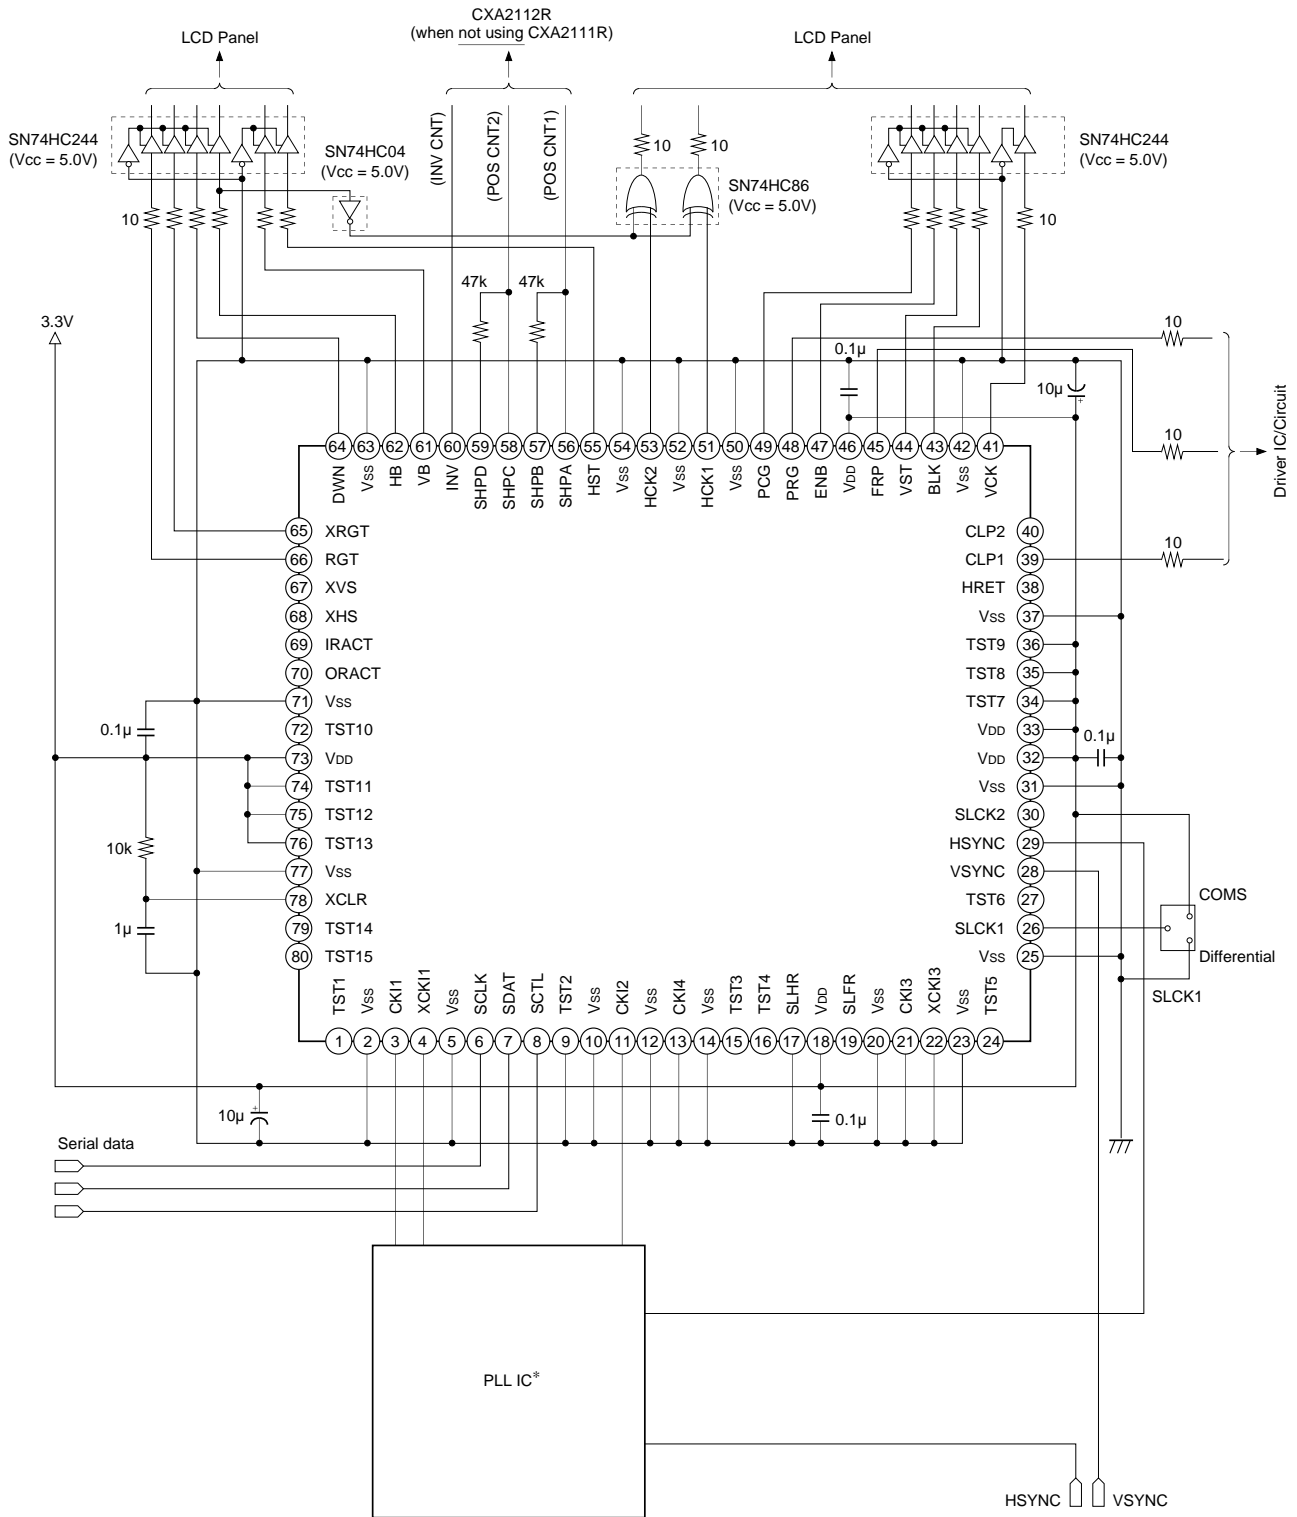 CXA2112R
(when not using CXA2111R)
LCD Panel
LCD Panel
SN74HC244
(Vcc = 5.0V)
SN74HC04
(Vcc = 5.0V)
(INV CNT)
(POS CNT2)
(POS CNT1)
10
10
SN74HC86
(Vcc = 5.0V)
SN74HC244
(Vcc = 5.0V)
10
10
47k
47k
3.3V
0.1µ
10µ
10
10
10
Driver IC/Circuit
64 63 62 61 60 59 58 57 56 55 54 53 52 51 50 49 48 47 46 45 44 43 42 41
DWN VSS HB VB INV SHPD SHPC SHPB SHPA HST VSS HCK2 VSS HCK1 VSS PCG PRG ENB VDD FRP VST BLK VSS VCK
65 XRGT
66 RGT
67 XVS
68 XHS
69 IRACT
70 ORACT
71 VSS
72 TST10
73 VDD
74 TST11
75 TST12
76 TST13
77 VSS
78 XCLR
79 TST14
80 TST15
0.1µ
10k
1µ
CLP2 40
CLP1 39
HRET 38
VSS 37
TST9 36
TST8 35
TST7 34
VDD 33
VDD 32
VSS 31
SLCK2 30
HSYNC 29
VSYNC 28
TST6 27
SLCK1 26
VSS 25
0.1µ
COMS
Differential
SLCK1
TST1 VSS CKI1 XCKI1 VSS SCLK SDAT SCTL TST2 VSS CKI2 VSS CKI4 VSS TST3 TST4 SLHR VDD SLFR VSS CKI3 XCKI3 VSS TST5
1 2 3 4 5 6 7 8 9 10 11 12 13 14 15 16 17 18 19 20 21 22 23 24
10µ
0.1µ
Serial data
PLL IC*
HSYNC
VSYNC